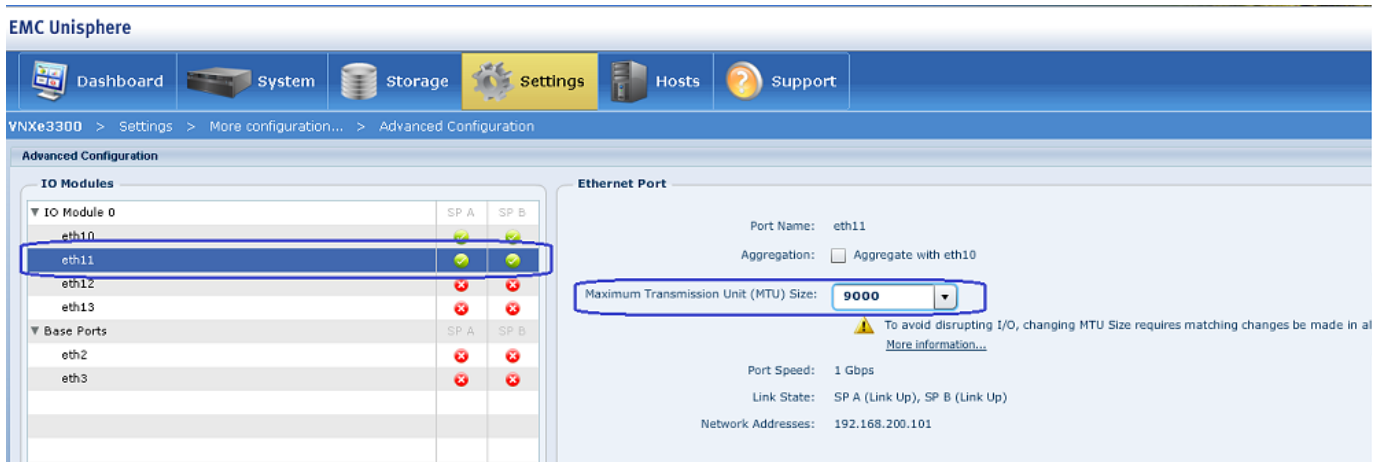 EMC Unisphere
Dashboard System Storage Settings Hosts Support
VNXe3300 > Settings > More configuration... > Advanced Configuration
Advanced Configuration
IO Modules
IO Module 0 SP A SP B
eth10
eth11
eth12
eth13
Base Ports SP A SP B
eth2
eth3
Ethernet Port
Port Name: eth11
Aggregation: Aggregate with eth10
Maximum Transmission Unit (MTU) Size: 9000
To avoid disrupting I/O, changing MTU Size requires matching changes be made in al
More information...
Port Speed: 1 Gbps
Link State: SP A (Link Up), SP B (Link Up)
Network Addresses: 192.168.200.101